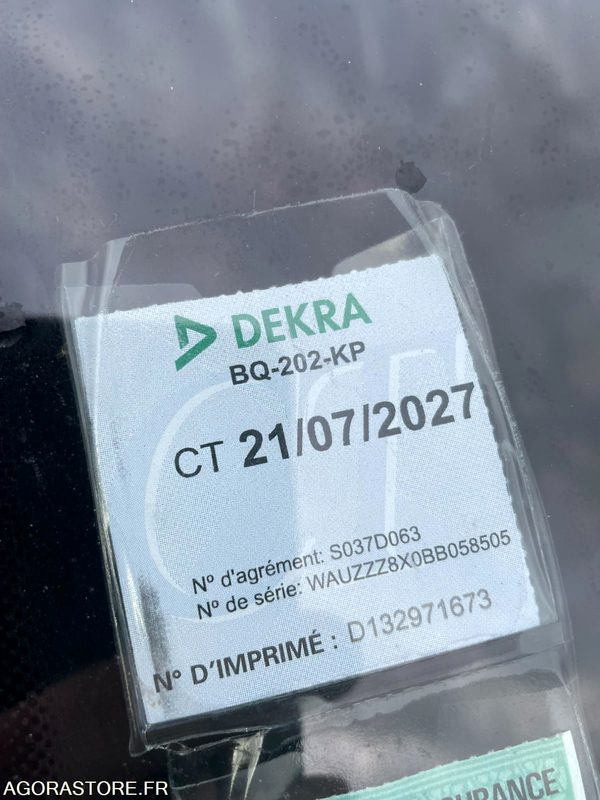 DEKRA
BQ-202-KP
CT 21/07/2027
N° d'agrément: S037D063
N° de série: WAUZZZ8X0BB058505
N° D'IMPRIMÉ : D132971673
AGORASTORE.FR